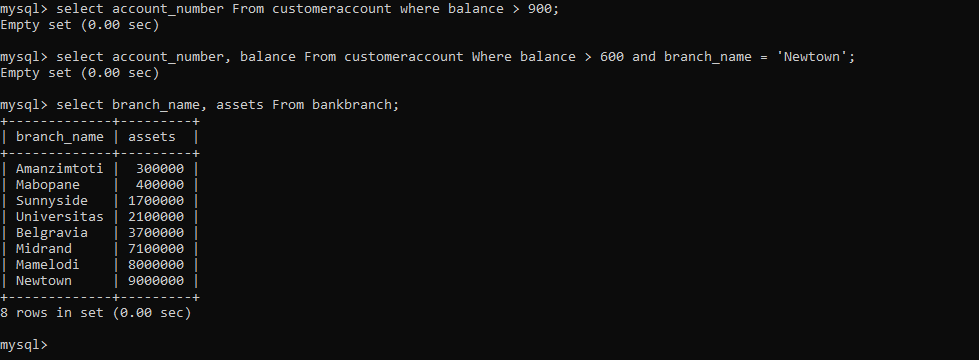 mysql> select account_number From customeraccount where balance > 900;
Empty set (0.00 sec)
mysql> select account_number, balance From customeraccount Where balance > 600 and branch_name = 'Newtown';
Empty set (0.00 sec)
mysql> select branch_name, assets From bankbranch;
+-------------+---------+
| branch_name | assets  |
+-------------+---------+
| Amanzimtoti |  300000 |
| Mabopane    |  400000 |
| Sunnyside   | 1700000 |
| Universitas | 2100000 |
| Belgravia   | 3700000 |
| Midrand     | 7100000 |
| Mamelodi    | 8000000 |
| Newtown     | 9000000 |
+-------------+---------+
8 rows in set (0.00 sec)
mysql>